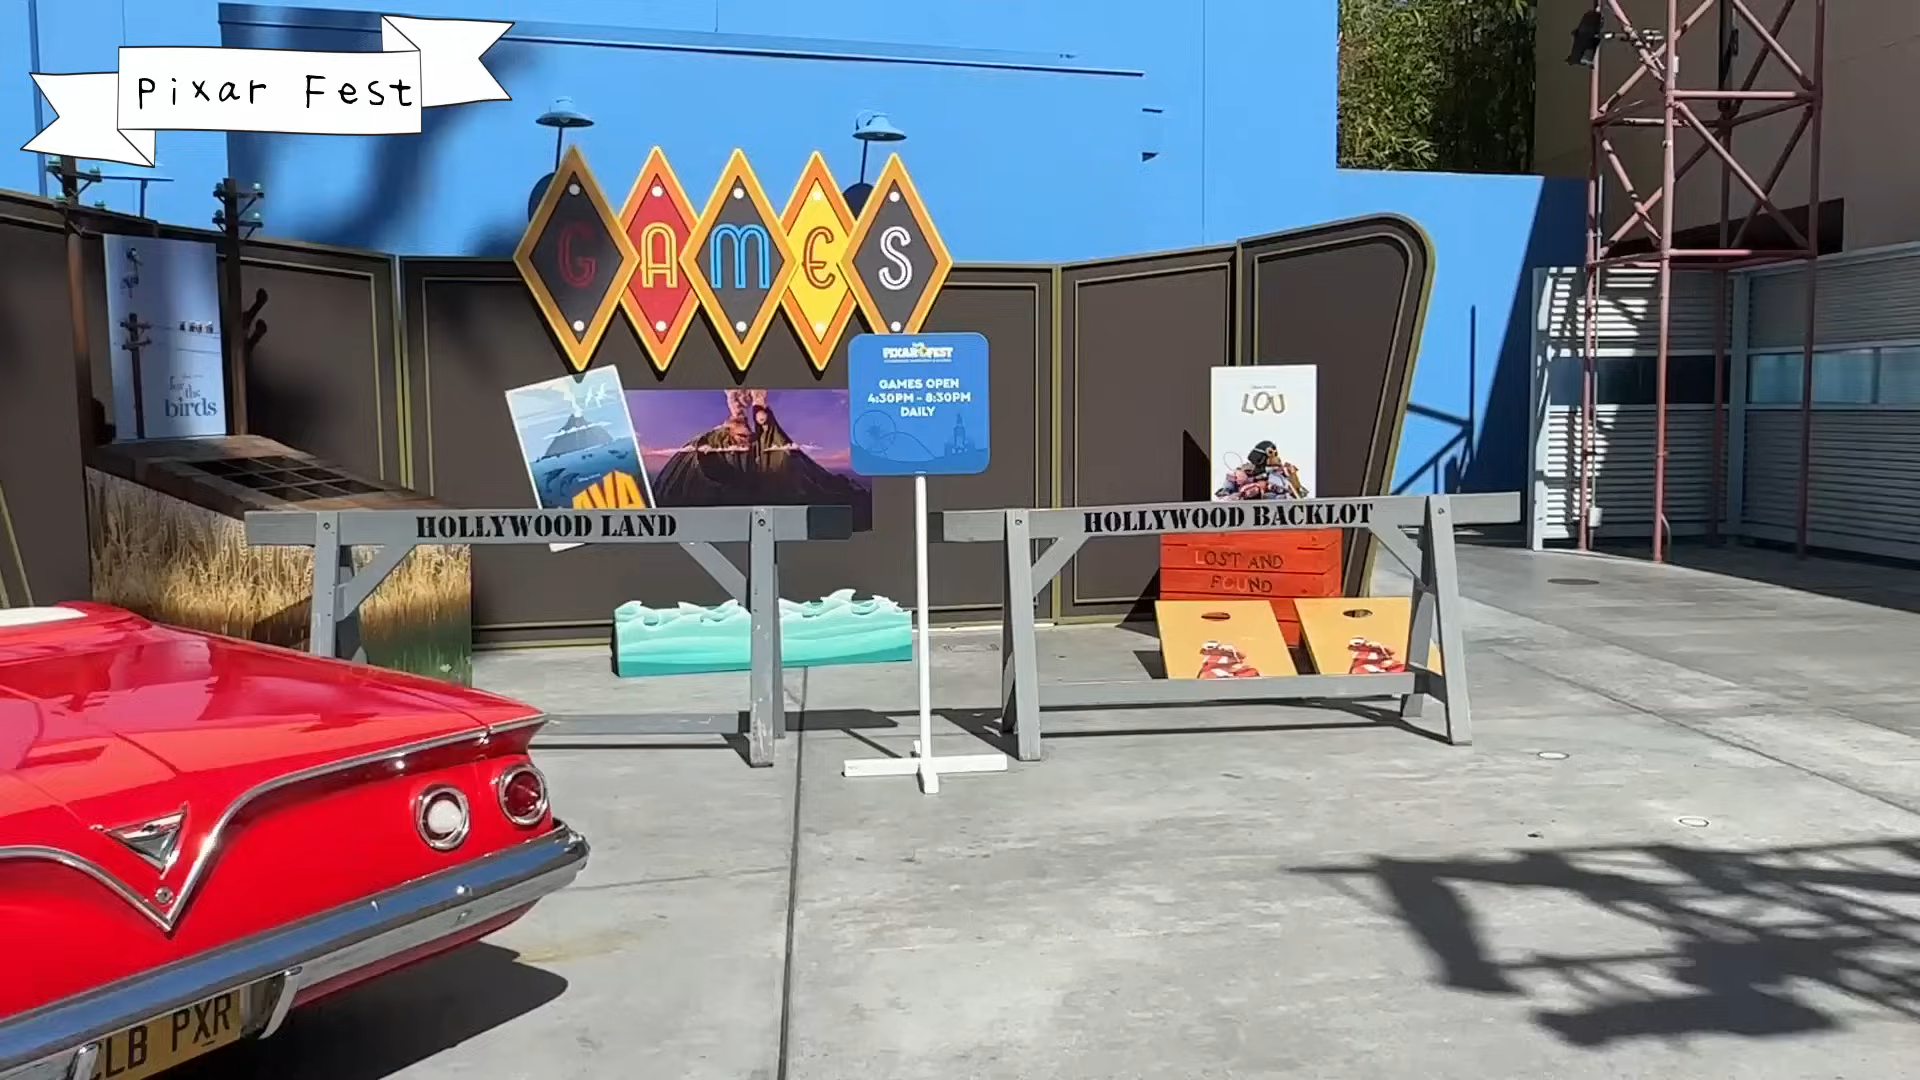 Pixar Fest
GAMES
for
the
birds
PIXAR FEST
GAMES OPEN
4:30PM - 8:30PM
DAILY
LOU
HOLLYWOOD LAND
HOLLYWOOD BACKLOT
LOST AND
FOUND
LB PXR